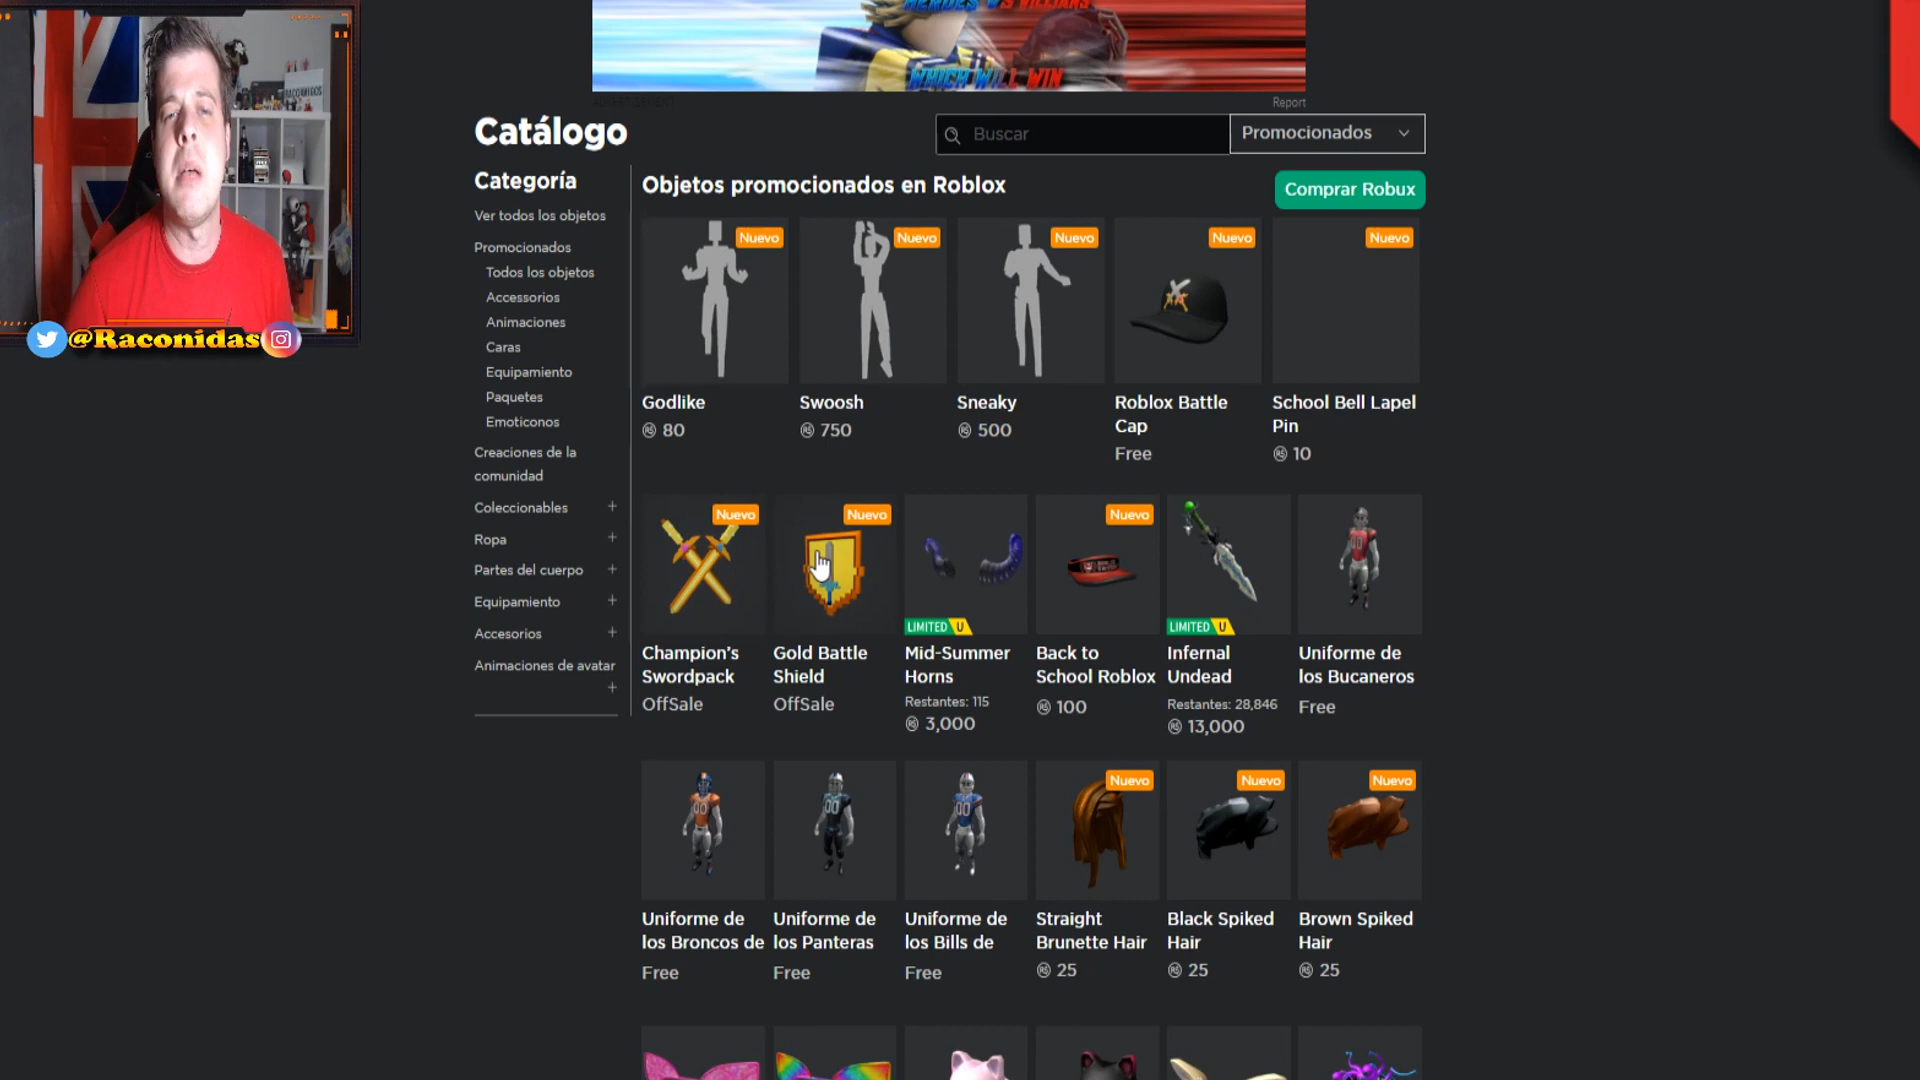 HEROES VS VILLIANS
WHICH WILL WIN
ADVERTISEMENT
Report
RACONAMIGOS
@Raconidas
Catálogo
Buscar
Promocionados
Categoría
Ver todos los objetos
Promocionados
Todos los objetos
Accessorios
Animaciones
Caras
Equipamiento
Paquetes
Emoticonos
Creaciones de la
comunidad
Coleccionables +
Ropa +
Partes del cuerpo +
Equipamiento +
Accesorios +
Animaciones de avatar
+
Objetos promocionados en Roblox
Comprar Robux
Nuevo
Nuevo
Nuevo
Nuevo
Nuevo
Godlike
80
Swoosh
750
Sneaky
500
Roblox Battle
Cap
Free
School Bell Lapel
Pin
10
Nuevo
Nuevo
LIMITED U
Nuevo
LIMITED U
Champion's
Swordpack
OffSale
Gold Battle
Shield
OffSale
Mid-Summer
Horns
Restantes: 115
3,000
Back to
School Roblox
100
Infernal
Undead
Restantes: 28,846
13,000
Uniforme de
los Bucaneros
Free
Nuevo
Nuevo
Nuevo
Uniforme de
los Broncos de
Free
Uniforme de
los Panteras
Free
Uniforme de
los Bills de
Free
Straight
Brunette Hair
25
Black Spiked
Hair
25
Brown Spiked
Hair
25